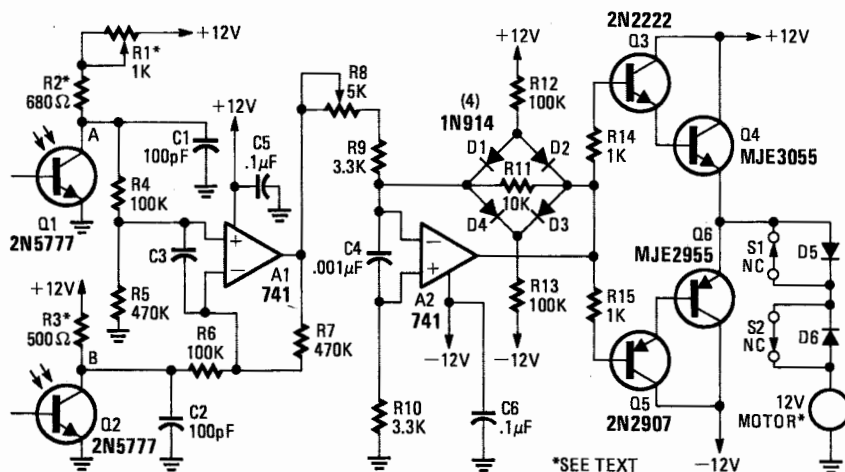 2N2222
Q3
+12V
+12V
R1*
1K
R2*
680Ω
A
Q1
2N5777
R4
100K
C1
100pF
+12V
C5
.1µF
R8
5K
R9
3.3K
R12
100K
+12V
(4)
1N914
D1
D2
R11
10K
D4
D3
R14
1K
Q4
MJE3055
C3
+
−
A1
741
R5
470K
C4
.001µF
−
+
A2
741
−12V
R13
100K
−12V
R15
1K
Q6
MJE2955
S1
NC
D5
S2
NC
D6
+12V
R3*
500Ω
B
R6
100K
R7
470K
Q2
2N5777
C2
100pF
R10
3.3K
C6
.1µF
Q5
2N2907
12V
MOTOR*
−12V
*SEE TEXT